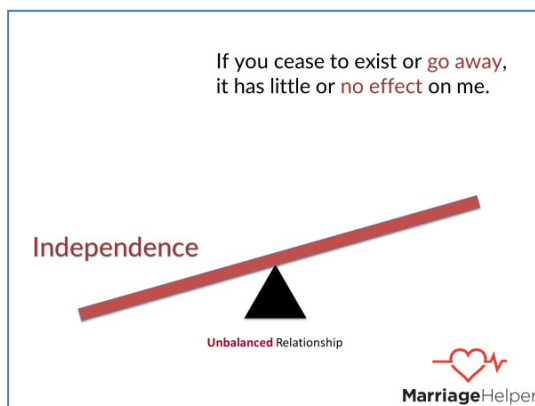 If you cease to exist or go away,
it has little or no effect on me.
Independence
Unbalanced Relationship
MarriageHelper